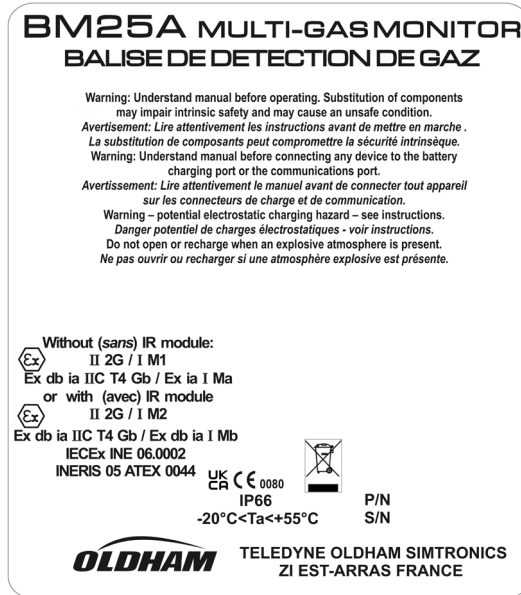 BM25A MULTI-GAS MONITOR
BALISE DE DETECTION DE GAZ
Warning: Understand manual before operating. Substitution of components
may impair intrinsic safety and may cause an unsafe condition.
Avertisement: Lire attentivement les instructions avant de mettre en marche .
La substitution de composants peut compromettre la sécurité intrinsèque.
Warning: Understand manual before connecting any device to the battery
charging port or the communications port.
Avertissement: Lire attentivement le manuel avant de connecter tout appareil
sur les connecteurs de charge et de communication.
Warning – potential electrostatic charging hazard – see instructions.
Danger potentiel de charges électrostatiques - voir instructions.
Do not open or recharge when an explosive atmosphere is present.
Ne pas ouvrir ou recharger si une atmosphère explosive est présente.
Without (sans) IR module:
Ex II 2G / I M1
Ex db ia IIC T4 Gb / Ex ia I Ma
or with (avec) IR module
Ex II 2G / I M2
Ex db ia IIC T4 Gb / Ex db ia I Mb
IECEx INE 06.0002
INERIS 05 ATEX 0044
UK CA CE 0080
IP66 P/N
-20°C<Ta<+55°C S/N
OLDHAM
TELEDYNE OLDHAM SIMTRONICS
ZI EST-ARRAS FRANCE